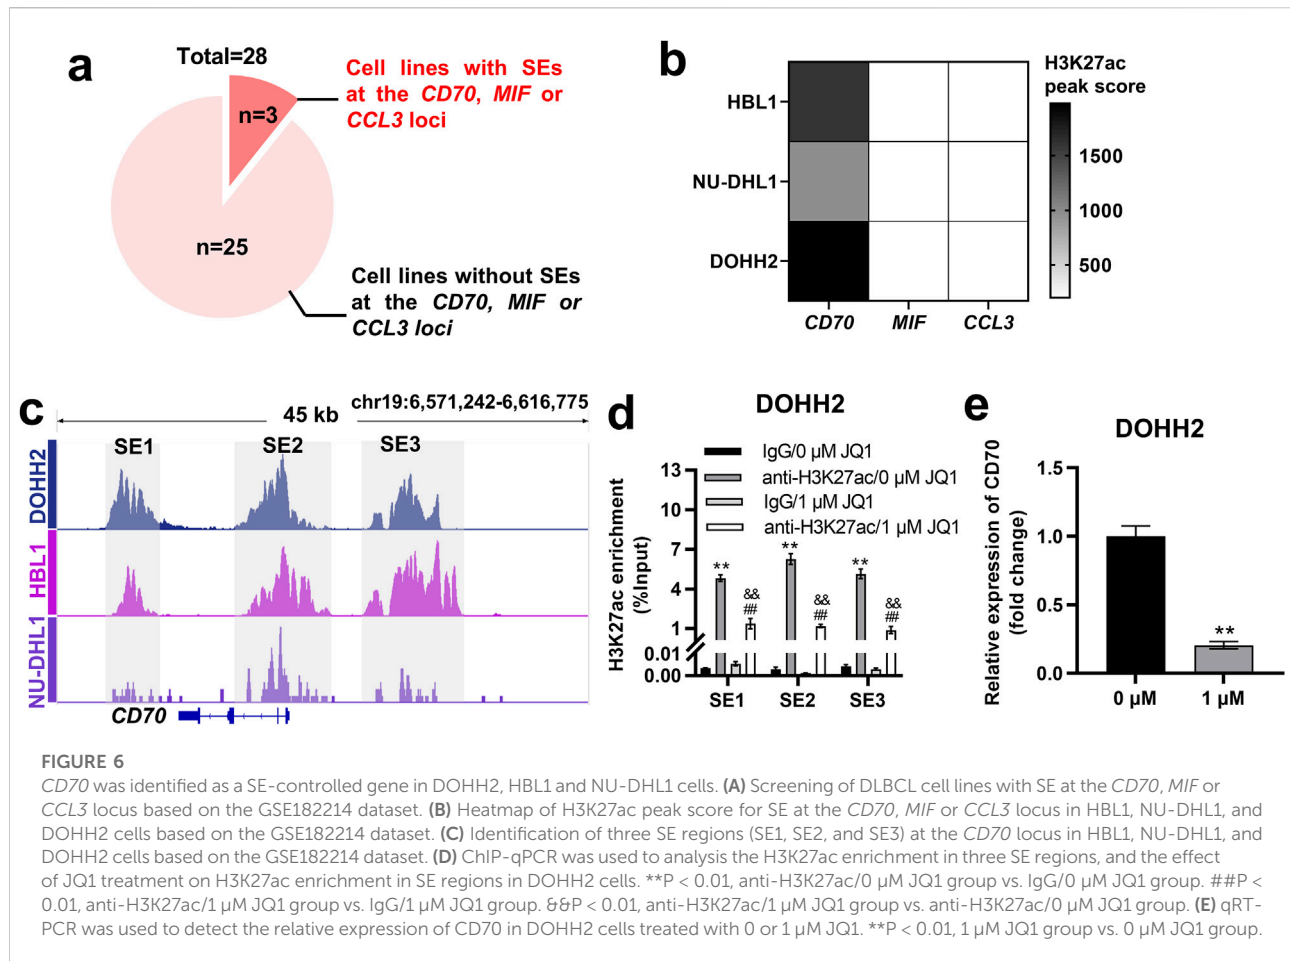 a
Total=28
Cell lines with SEs
at the CD70, MIF or
CCL3 loci
n=3
n=25
Cell lines without SEs
at the CD70, MIF or
CCL3 loci
b
H3K27ac
peak score
HBL1
NU-DHL1
DOHH2
1500
1000
500
CD70 MIF CCL3
c
chr19:6,571,242-6,616,775
45 kb
SE1 SE2 SE3
DOHH2
HBL1
NU-DHL1
CD70
d
DOHH2
IgG/0 µM JQ1
anti-H3K27ac/0 µM JQ1
IgG/1 µM JQ1
anti-H3K27ac/1 µM JQ1
H3K27ac enrichment
(%Input)
13
10
7
4
1
0.01
0.00
** ** **
&& && &&
## ## ##
SE1 SE2 SE3
e
DOHH2
Relative expression of CD70
(fold change)
1.5
1.0
0.5
0.0
**
0 µM 1 µM
FIGURE 6
CD70 was identified as a SE-controlled gene in DOHH2, HBL1 and NU-DHL1 cells. (A) Screening of DLBCL cell lines with SE at the CD70, MIF or
CCL3 locus based on the GSE182214 dataset. (B) Heatmap of H3K27ac peak score for SE at the CD70, MIF or CCL3 locus in HBL1, NU-DHL1, and
DOHH2 cells based on the GSE182214 dataset. (C) Identification of three SE regions (SE1, SE2, and SE3) at the CD70 locus in HBL1, NU-DHL1, and
DOHH2 cells based on the GSE182214 dataset. (D) ChIP-qPCR was used to analysis the H3K27ac enrichment in three SE regions, and the effect
of JQ1 treatment on H3K27ac enrichment in SE regions in DOHH2 cells. **P < 0.01, anti-H3K27ac/0 µM JQ1 group vs. IgG/0 µM JQ1 group. ##P <
0.01, anti-H3K27ac/1 µM JQ1 group vs. IgG/1 µM JQ1 group. &&P < 0.01, anti-H3K27ac/1 µM JQ1 group vs. anti-H3K27ac/0 µM JQ1 group. (E) qRT-
PCR was used to detect the relative expression of CD70 in DOHH2 cells treated with 0 or 1 µM JQ1. **P < 0.01, 1 µM JQ1 group vs. 0 µM JQ1 group.